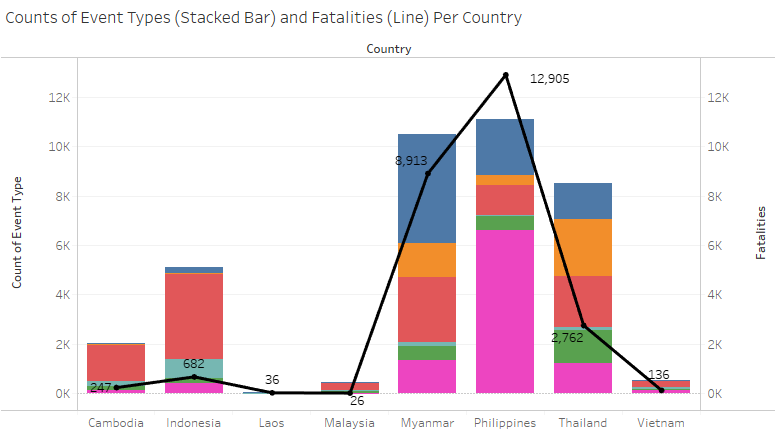 Counts of Event Types (Stacked Bar) and Fatalities (Line) Per Country
Country
Count of Event Type
12K
10K
8K
6K
4K
2K
0K
247
682
36
26
8,913
12,905
2,762
136
12K
10K
8K
6K
4K
2K
0K
Fatalities
Cambodia Indonesia Laos Malaysia Myanmar Philippines Thailand Vietnam